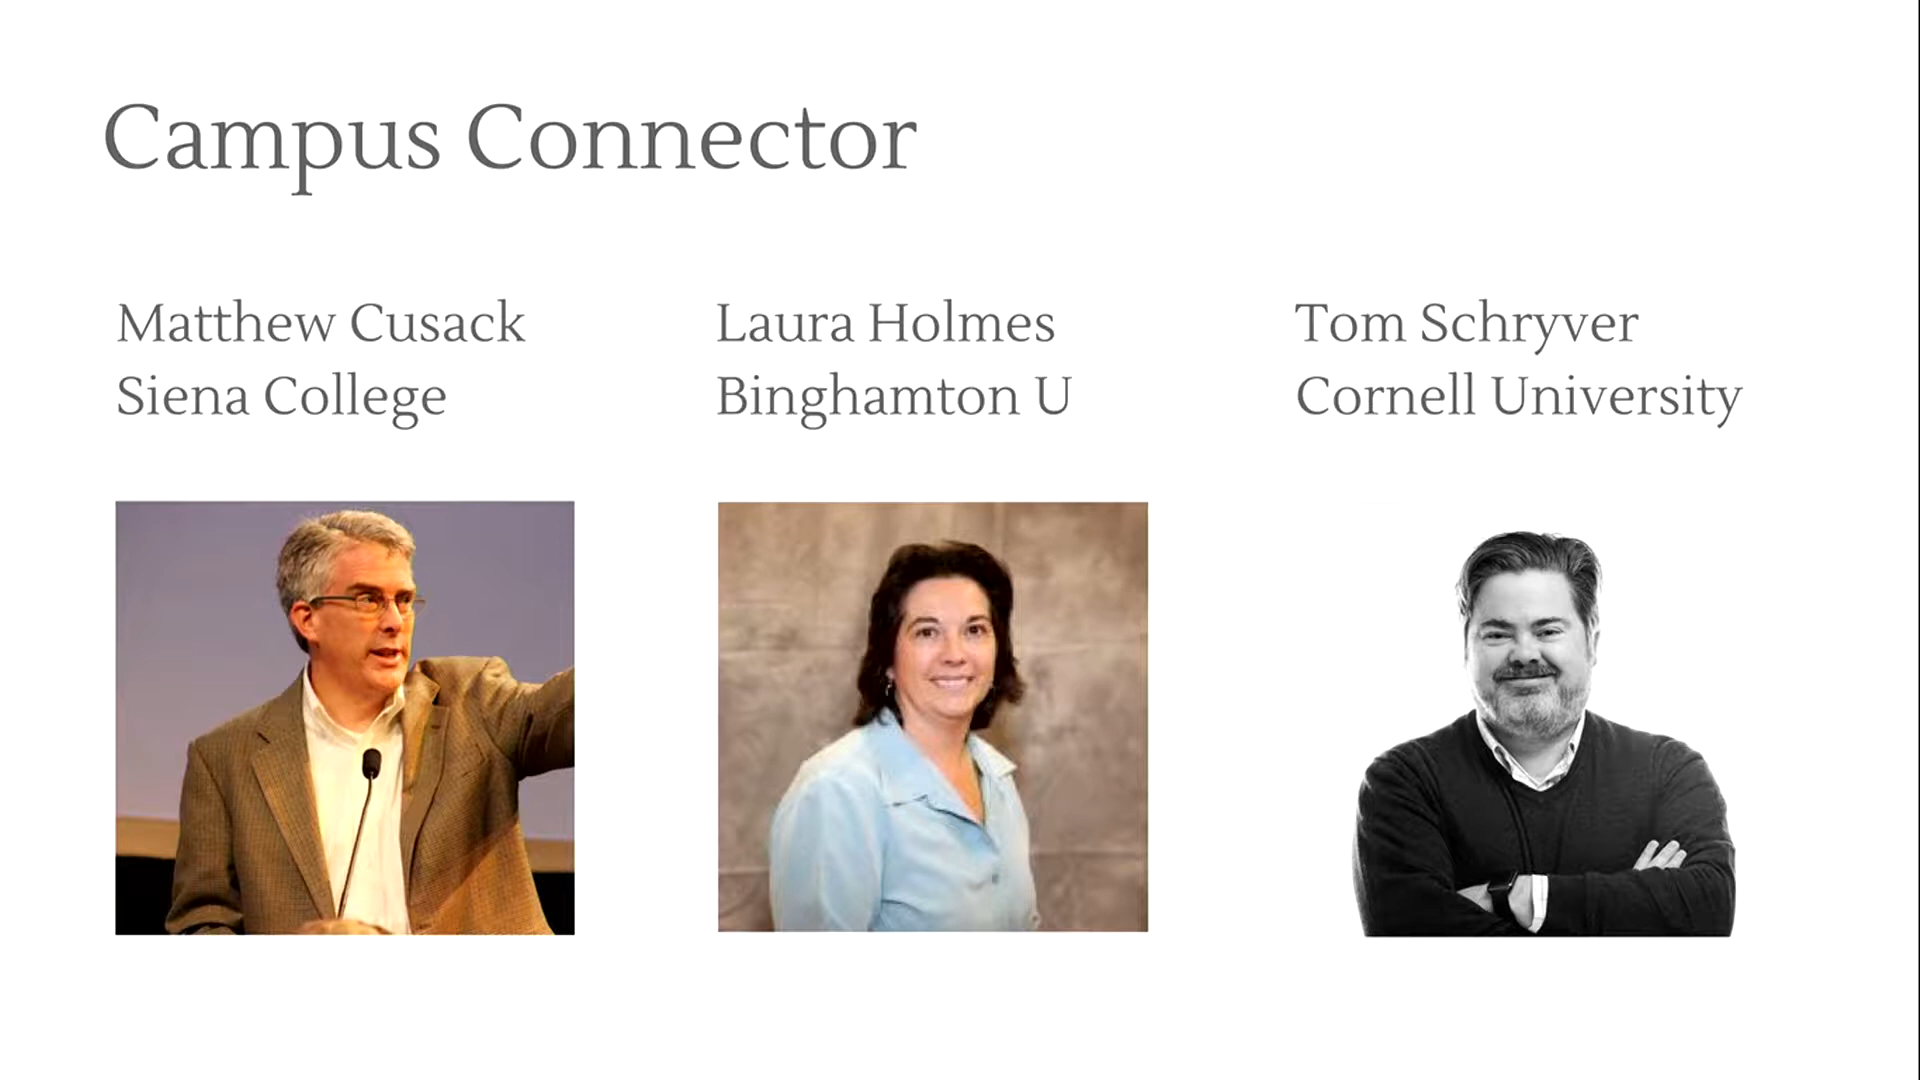 Campus Connector
Matthew Cusack
Siena College
Laura Holmes
Binghamton U
Tom Schryver
Cornell University